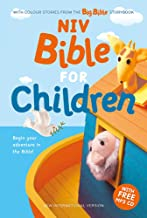 WITH COLOUR STORIES FROM THE BIG BIBLE STORYBOOK
NIV
Bible
FOR
Children
Begin your
adventure in
the Bible!
WITH FREE
MP3 CD
NEW INTERNATIONAL VERSION